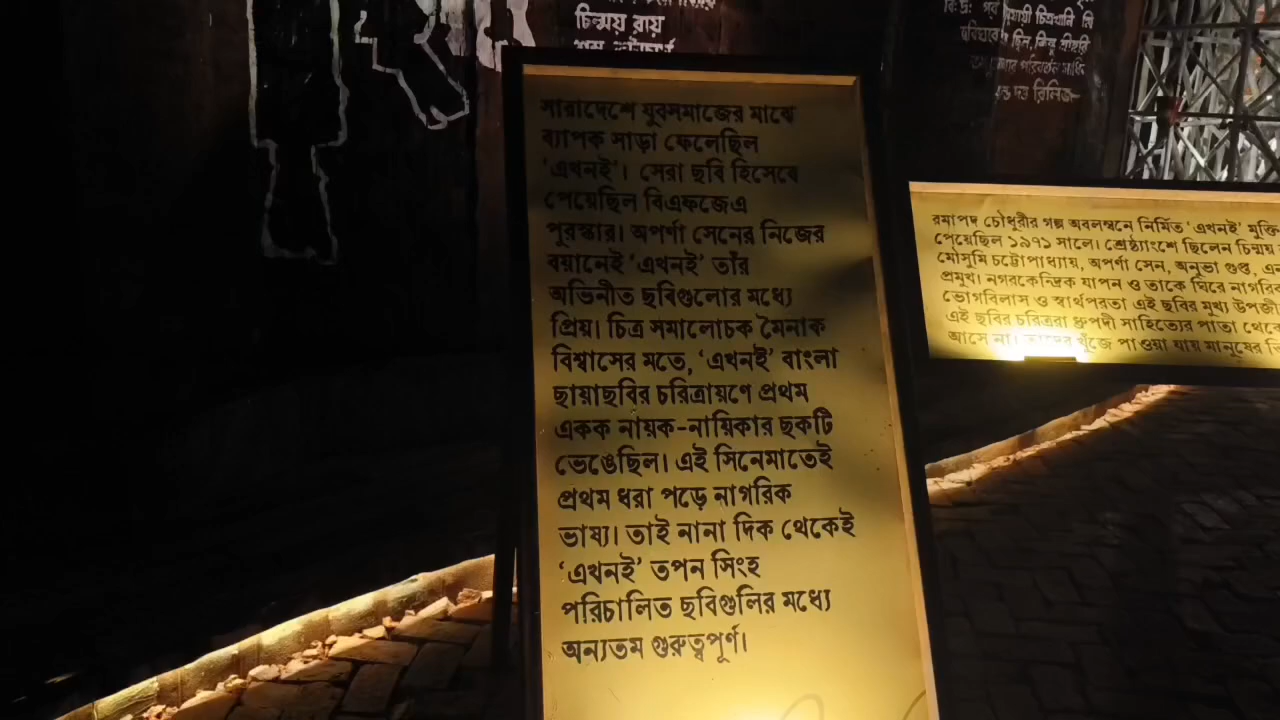 চিন্ময় রায়
সারাদেশে যুবসমাজের মাঝে
ব্যাপক সাড়া ফেলেছিল
‘এখনই’। সেরা ছবি হিসেবে
পেয়েছিল বিএফজেএ
পুরস্কার। অপর্ণা সেনের নিজের
বয়ানেই ‘এখনই’ তাঁর
অভিনীত ছবিগুলোর মধ্যে
প্রিয়। চিত্র সমালোচক মৈনাক
বিশ্বাসের মতে, ‘এখনই’ বাংলা
ছায়াছবির চরিত্রায়ণে প্রথম
একক নায়ক-নায়িকার ছকটি
ভেঙেছিল। এই সিনেমাতেই
প্রথম ধরা পড়ে নাগরিক
ভাষ্য। তাই নানা দিক থেকেই
‘এখনই’ তপন সিংহ
পরিচালিত ছবিগুলির মধ্যে
অন্যতম গুরুত্বপূর্ণ।
রমাপদ চৌধুরীর গল্প অবলম্বনে নির্মিত ‘এখনই’ মুক্তি
পেয়েছিল ১৯৭১ সালে। শ্রেষ্ঠ্যাংশে ছিলেন চিন্ময়
মৌসুমি চট্টোপাধ্যায়, অপর্ণা সেন, অনুভা গুপ্ত,
প্রমুখ। নগরকেন্দ্রিক যাপন ও তাকে ঘিরে নাগরিক
ভোগবিলাস ও স্বার্থপরতা এই ছবির মুখ্য
এই ছবির চরিত্ররা ধ্রুপদী সাহিত্যের পাতা থেকে
আসে না। তাদের খুঁজে পাওয়া যায় মানুষের